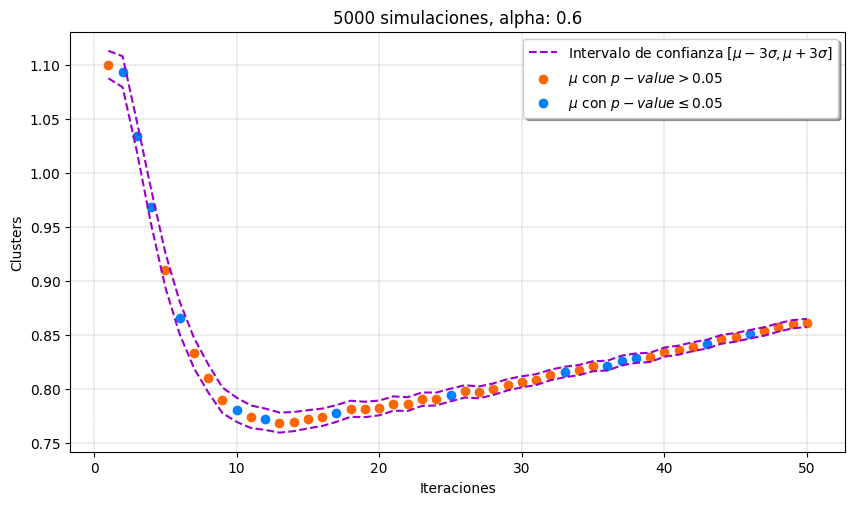 5000 simulaciones, alpha: 0.6
Intervalo de confianza [μ − 3σ, μ + 3σ]
μ con p − value > 0.05
μ con p − value ≤ 0.05
Clusters
1.10
1.05
1.00
0.95
0.90
0.85
0.80
0.75
0 10 20 30 40 50
Iteraciones